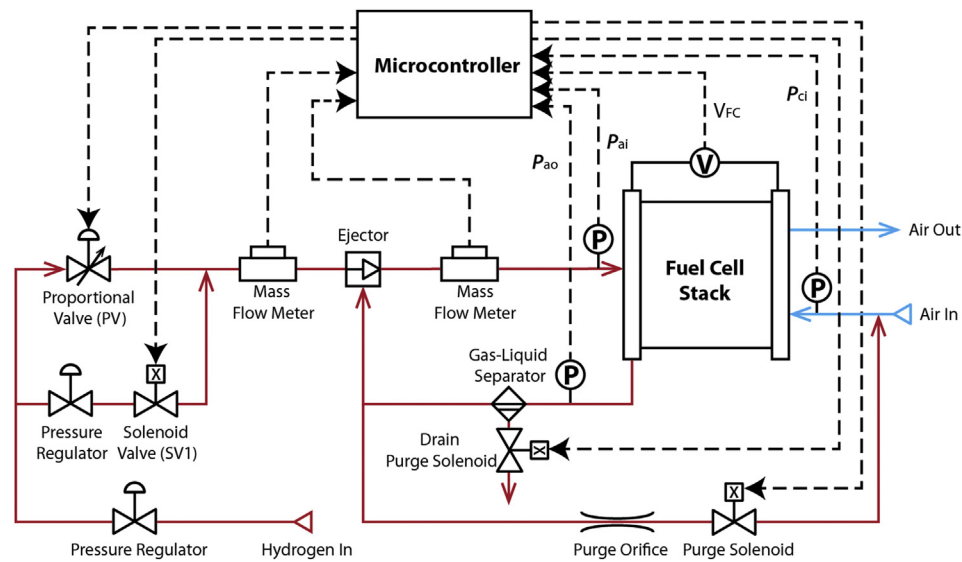 Microcontroller
Pci
VFC
Pai
Pao
V
Ejector
P
Air Out
Fuel Cell
Stack
Proportional
Valve (PV)
Mass
Flow Meter
Mass
Flow Meter
P
Air In
Gas-Liquid
Separator
P
X
Pressure
Regulator
Solenoid
Valve (SV1)
Drain
Purge Solenoid
X
X
Pressure Regulator
Hydrogen In
Purge Orifice
Purge Solenoid